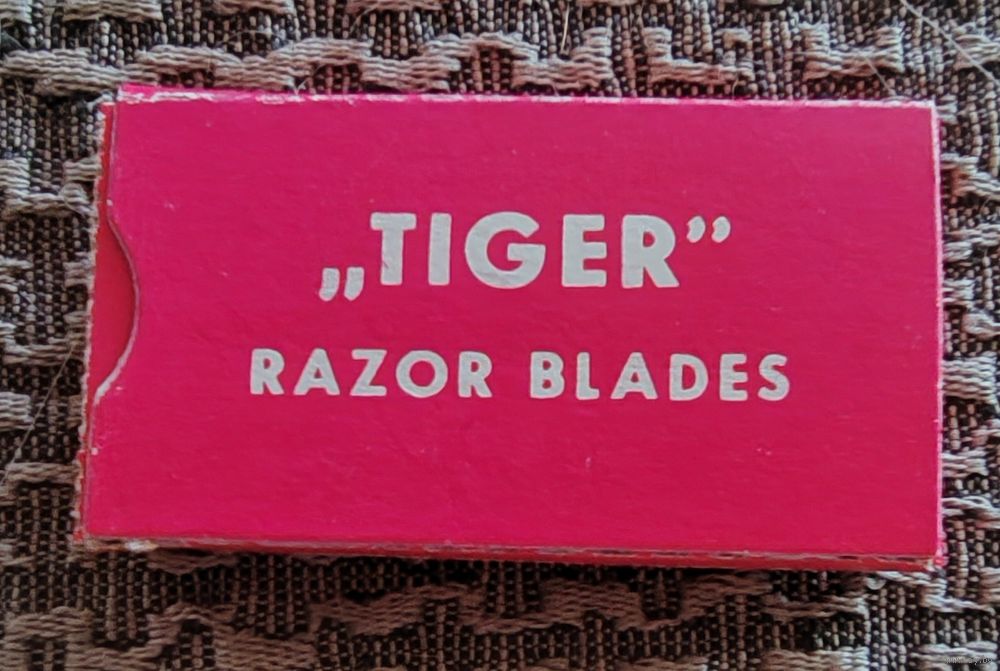 „TIGER”
RAZOR BLADES